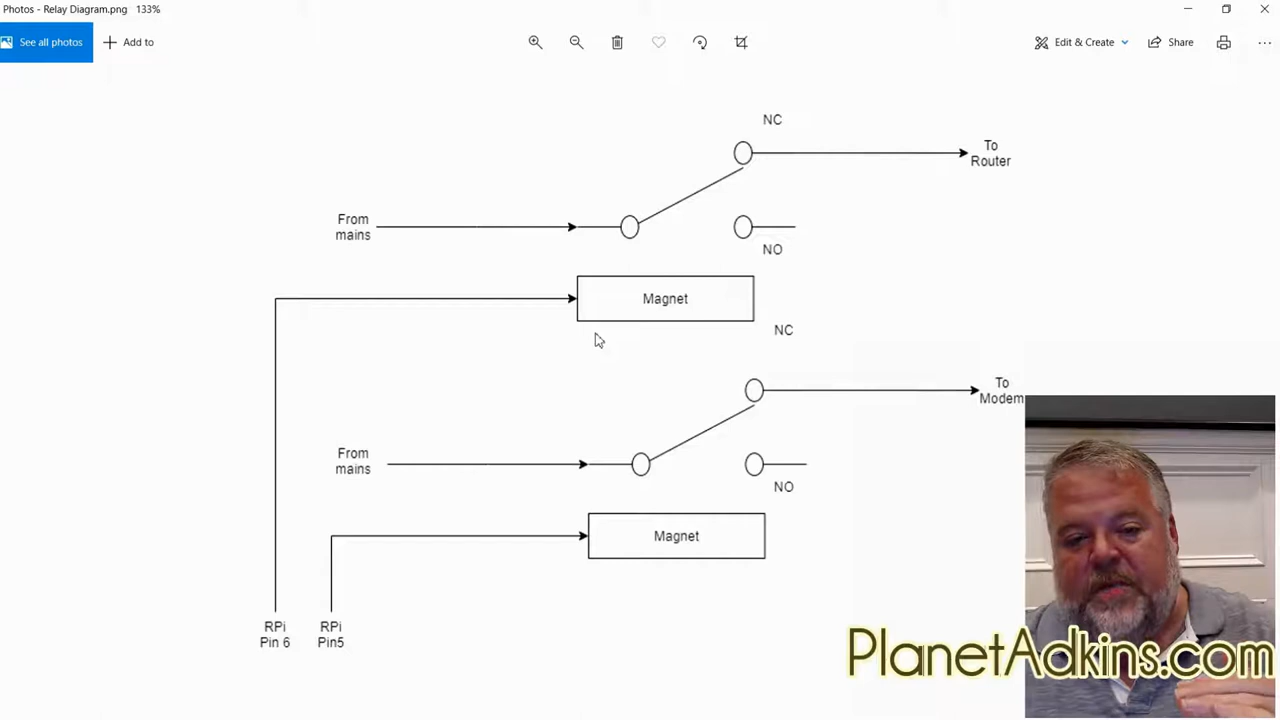 Photos - Relay Diagram.png 133%
See all photos
Add to
Edit & Create
Share
NC
To
Router
From
mains
NO
Magnet
NC
To
Modem
From
mains
NO
Magnet
RPi
Pin 6
RPi
Pin5
PlanetAdkins.com